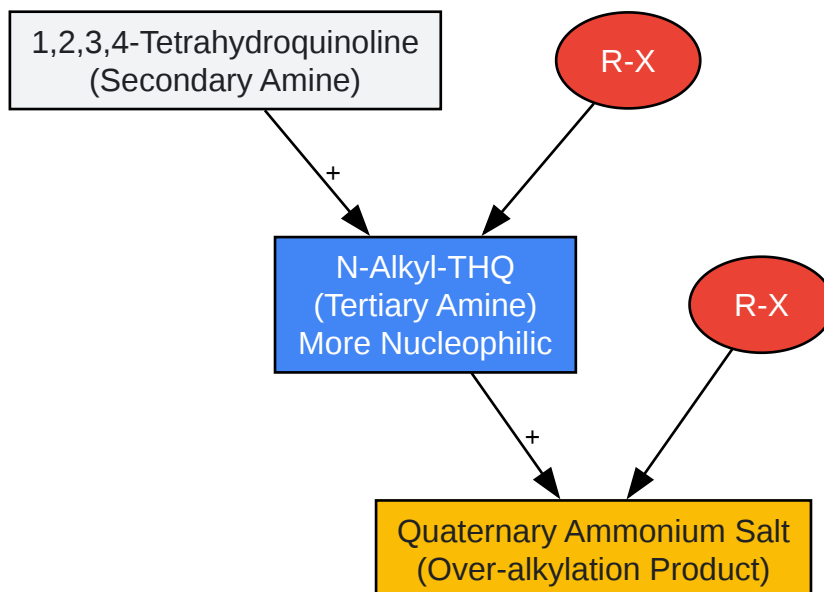 1,2,3,4-Tetrahydroquinoline
(Secondary Amine)
R-X
+
N-Alkyl-THQ
(Tertiary Amine)
More Nucleophilic
R-X
+
Quaternary Ammonium Salt
(Over-alkylation Product)